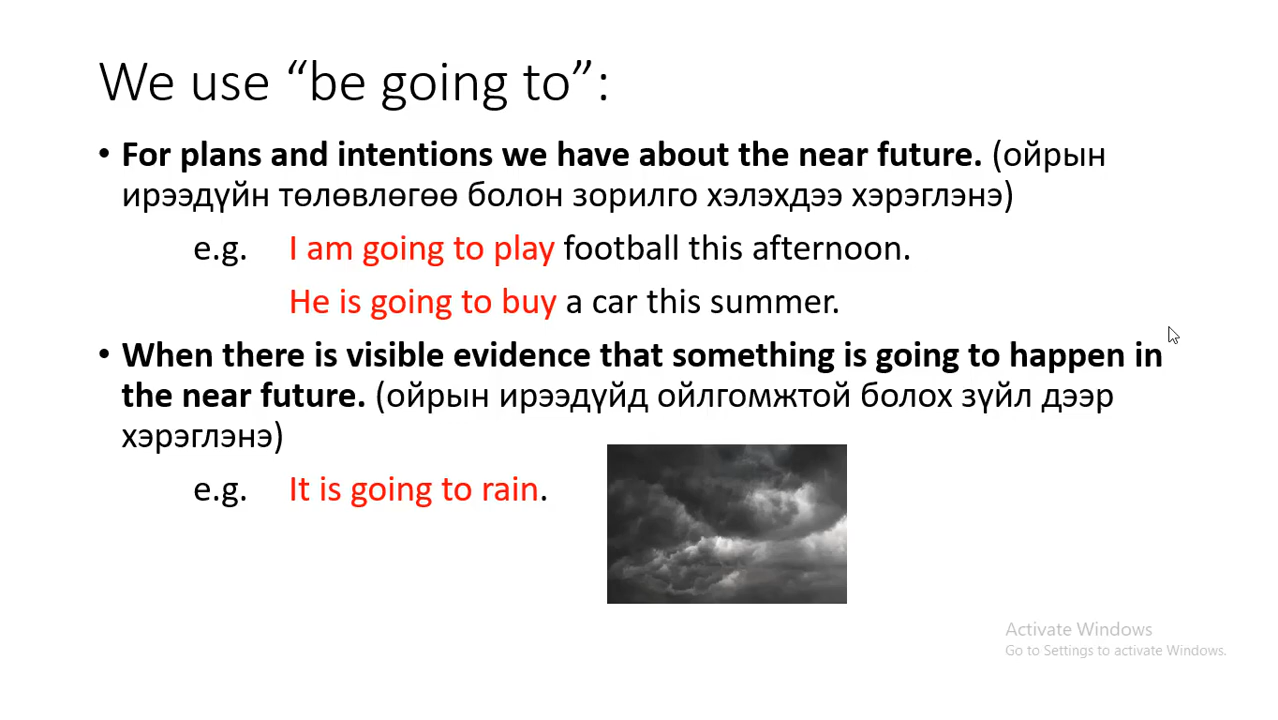 We use “be going to”:
• For plans and intentions we have about the near future. (ойрын
ирээдүйн төлөвлөгөө болон зорилго хэлэхдээ хэрэглэнэ)
e.g. I am going to play football this afternoon.
He is going to buy a car this summer.
• When there is visible evidence that something is going to happen in
the near future. (ойрын ирээдүйд ойлгомжтой болох зүйл дээр
хэрэглэнэ)
e.g. It is going to rain.
Activate Windows
Go to Settings to activate Windows.